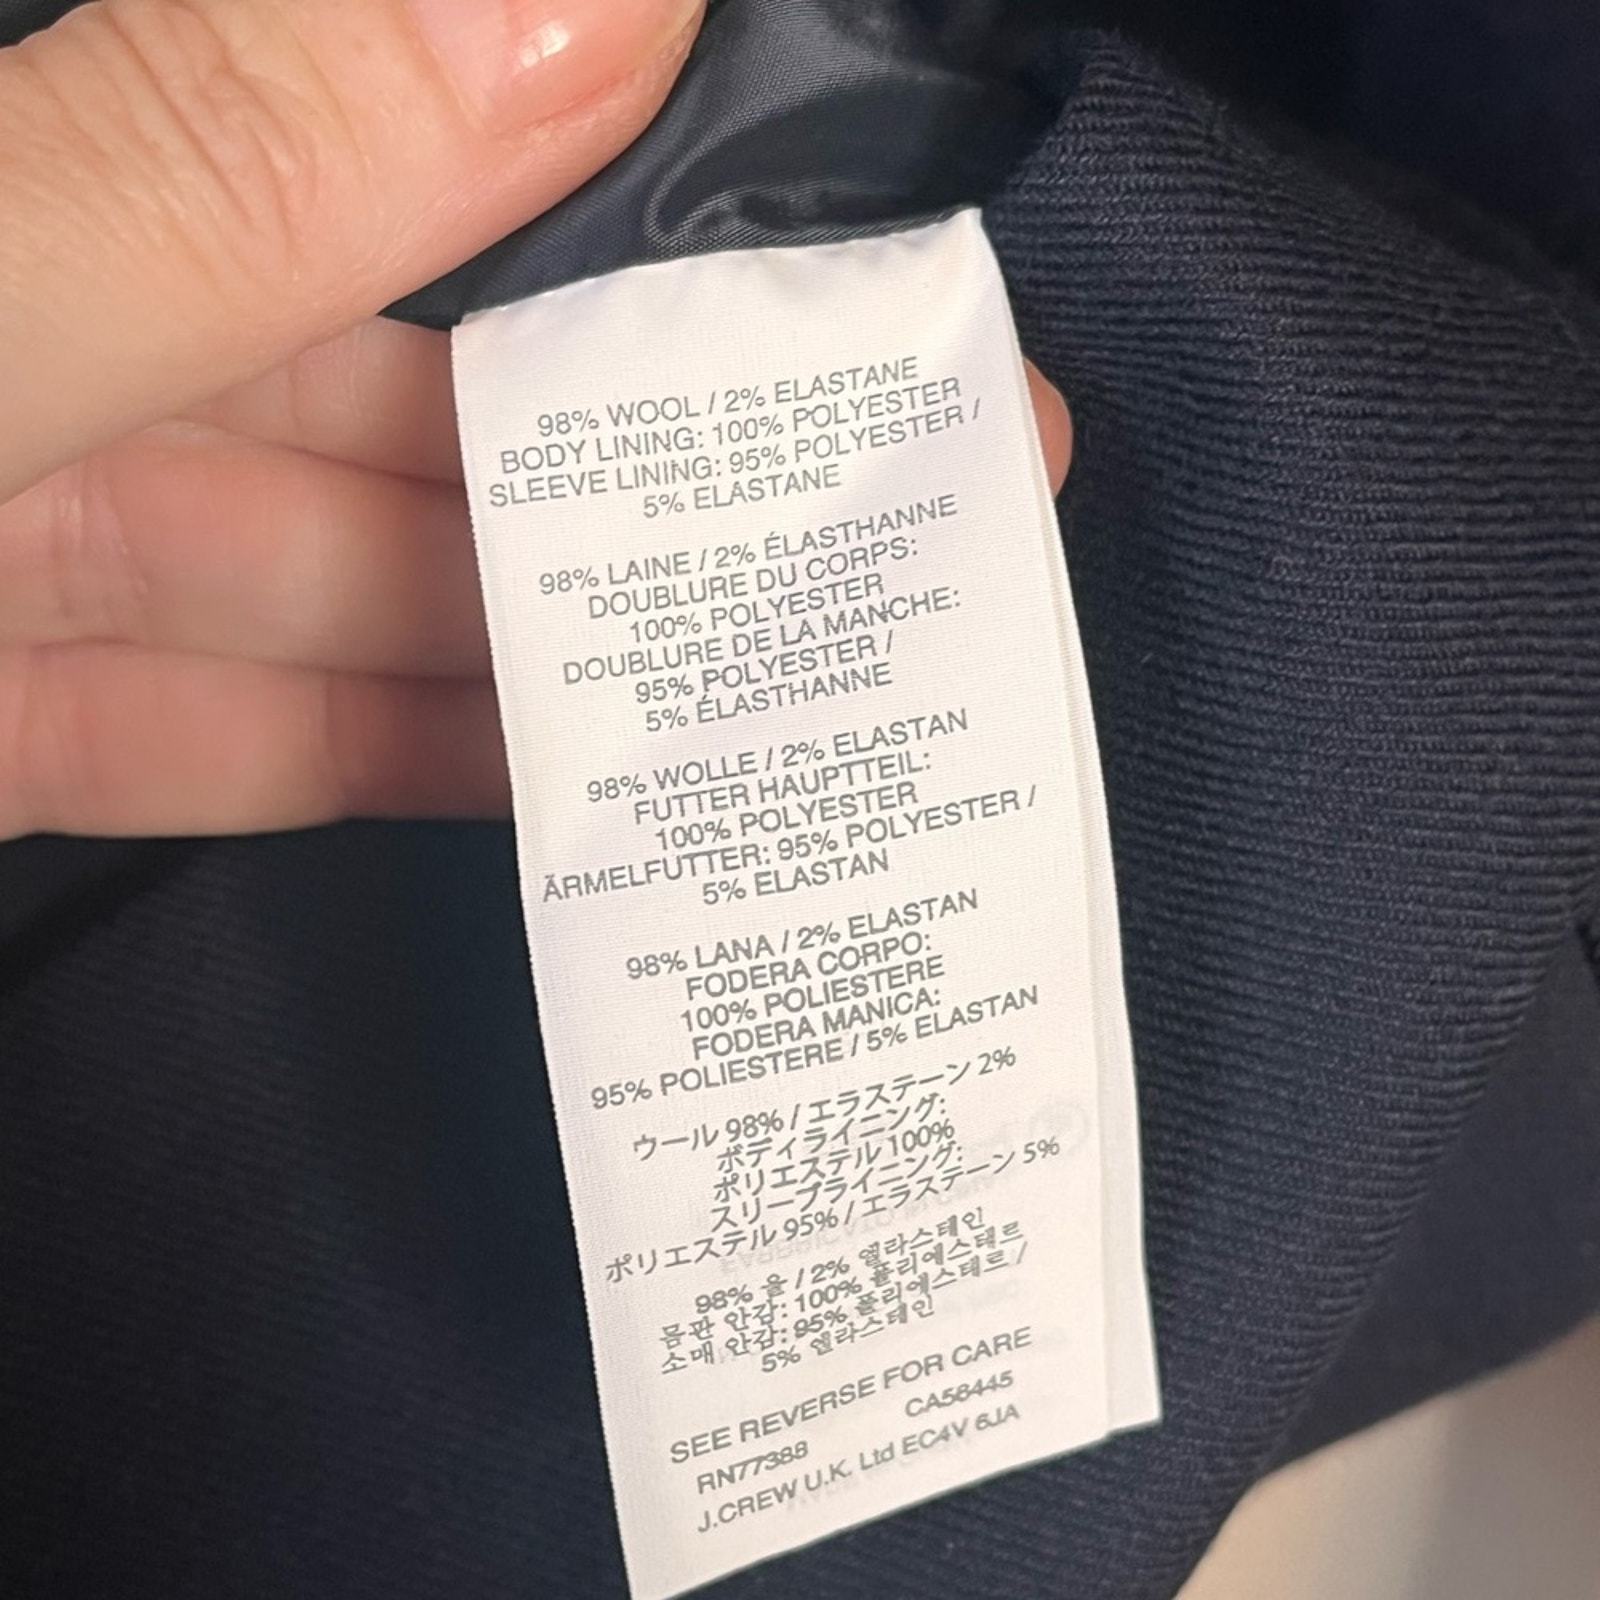 98% WOOL / 2% ELASTANE
BODY LINING: 100% POLYESTER
SLEEVE LINING: 95% POLYESTER /
5% ELASTANE
98% LAINE / 2% ÉLASTHANNE
DOUBLURE DU CORPS:
100% POLYESTER
DOUBLURE DE LA MANCHE:
95% POLYESTER /
5% ÉLASTHANNE
98% WOLLE / 2% ELASTAN
FUTTER HAUPTTEIL:
100% POLYESTER
ÄRMELFUTTER: 95% POLYESTER /
5% ELASTAN
98% LANA / 2% ELASTAN
FODERA CORPO:
100% POLIESTERE
FODERA MANICA:
95% POLIESTERE / 5% ELASTAN
ウール 98% / エラステーン 2%
ボディライニング:
ポリエステル 100%
スリーブライニング:
ポリエステル 95% / エラステーン 5%
98% 울 / 2% 엘라스테인
몸판 안감: 100% 폴리에스테르
소매 안감: 95% 폴리에스테르 /
5% 엘라스테인
SEE REVERSE FOR CARE
RN77388 CA56445
J.CREW U.K. Ltd EC4V 6JA